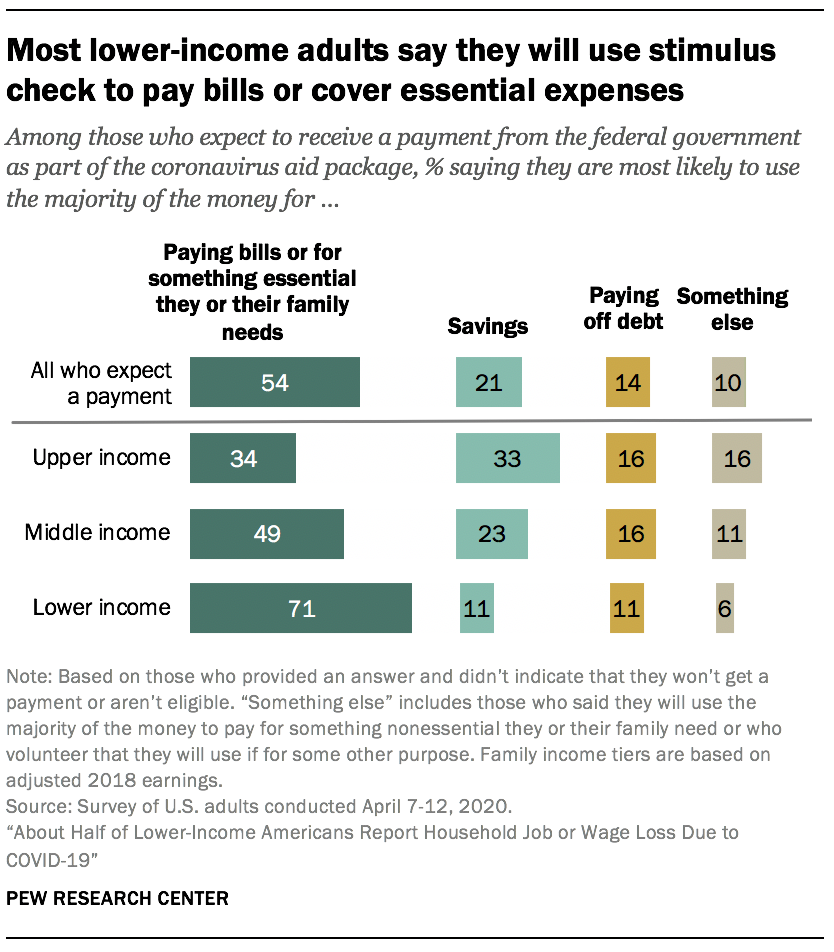 Most lower-income adults say they will use stimulus
check to pay bills or cover essential expenses
Among those who expect to receive a payment from the federal government
as part of the coronavirus aid package, % saying they are most likely to use
the majority of the money for ...
Paying bills or for
something essential
they or their family
needs
Savings
Paying
off debt
Something
else
All who expect
a payment
54
21
14
10
Upper income
34
33
16
16
Middle income
49
23
16
11
Lower income
71
11
11
6
Note: Based on those who provided an answer and didn’t indicate that they won’t get a
payment or aren’t eligible. “Something else” includes those who said they will use the
majority of the money to pay for something nonessential they or their family need or who
volunteer that they will use if for some other purpose. Family income tiers are based on
adjusted 2018 earnings.
Source: Survey of U.S. adults conducted April 7-12, 2020.
“About Half of Lower-Income Americans Report Household Job or Wage Loss Due to
COVID-19”
PEW RESEARCH CENTER